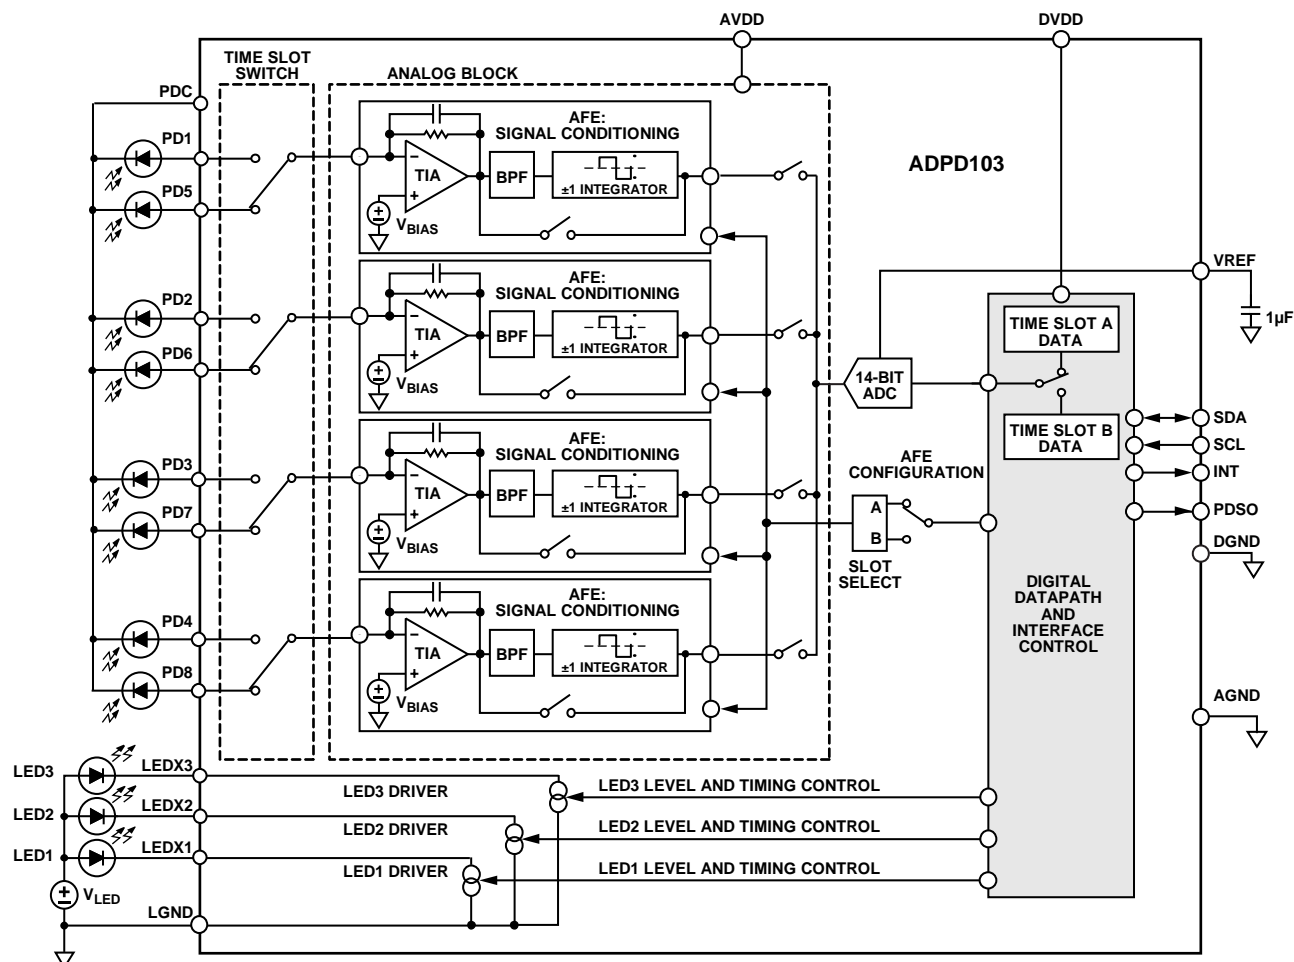 AVDD
DVDD
TIME SLOT
SWITCH
ANALOG BLOCK
PDC
PD1
PD5
PD2
PD6
PD3
PD7
PD4
PD8
AFE:
SIGNAL CONDITIONING
TIA
BPF
±1 INTEGRATOR
VBIAS
AFE:
SIGNAL CONDITIONING
TIA
BPF
±1 INTEGRATOR
VBIAS
AFE:
SIGNAL CONDITIONING
TIA
BPF
±1 INTEGRATOR
VBIAS
AFE:
SIGNAL CONDITIONING
TIA
BPF
±1 INTEGRATOR
VBIAS
ADPD103
VREF
1µF
TIME SLOT A
DATA
14-BIT
ADC
TIME SLOT B
DATA
SDA
SCL
INT
PDSO
DGND
AGND
AFE
CONFIGURATION
A
B
SLOT
SELECT
DIGITAL
DATAPATH
AND
INTERFACE
CONTROL
LED3
LEDX3
LED3 DRIVER
LED3 LEVEL AND TIMING CONTROL
LED2
LEDX2
LED2 DRIVER
LED2 LEVEL AND TIMING CONTROL
LED1
LEDX1
LED1 DRIVER
LED1 LEVEL AND TIMING CONTROL
VLED
LGND